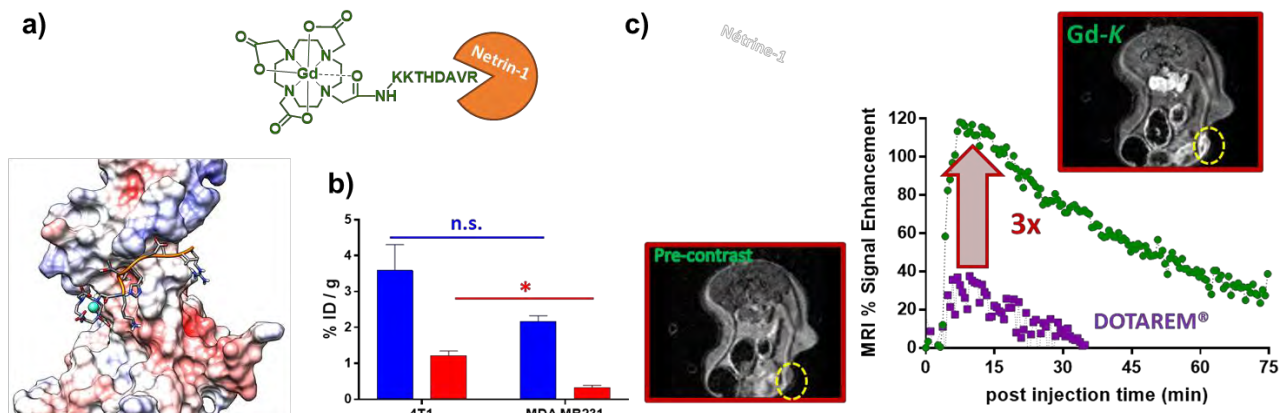 a)
O
O
O
O
N
N
Gd
O
N
N
O
O
O
NH
KKTHDAVR
Netrin-1
b)
% ID / g
5
4
3
2
1
0
n.s.
*
4T1
MDA MB231
c)
Nétrine-1
Pre-contrast
Gd-K
MRI % Signal Enhancement
120
100
80
60
40
20
0
3x
DOTAREM®
0
15
30
45
60
75
post injection time (min)